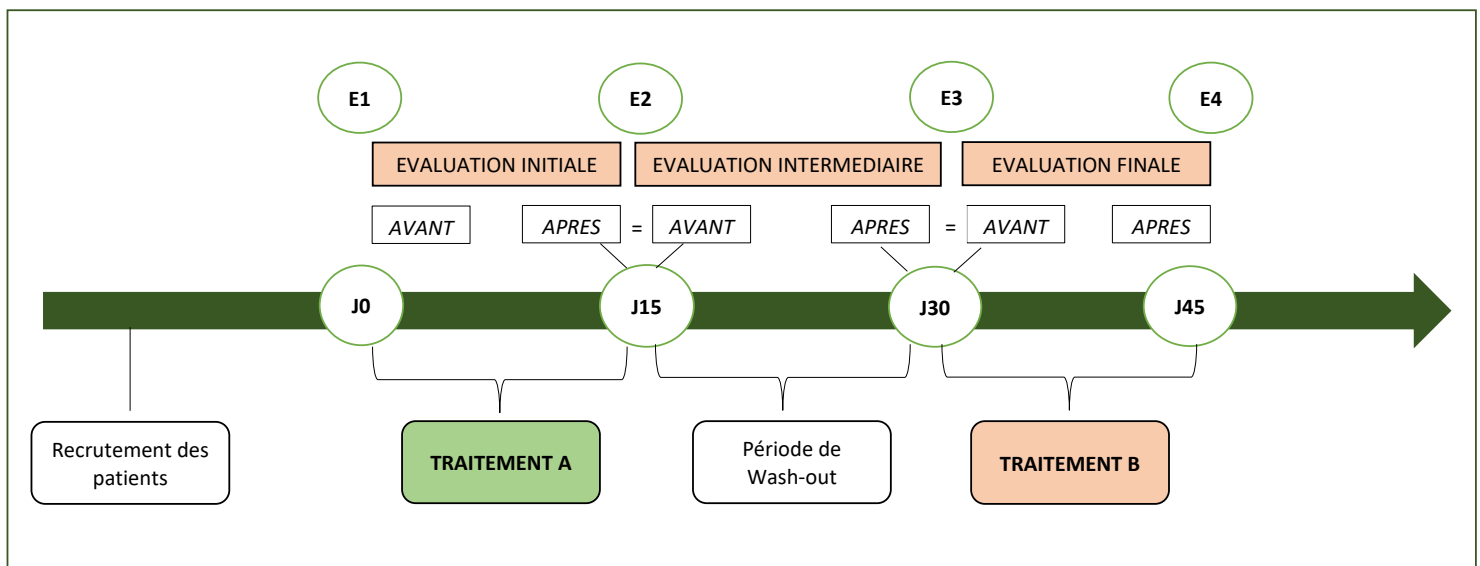 E1 E2 E3 E4
EVALUATION INITIALE EVALUATION INTERMEDIAIRE EVALUATION FINALE
AVANT APRES = AVANT APRES = AVANT APRES
J0 J15 J30 J45
Recrutement des
patients
TRAITEMENT A
Période de
Wash-out
TRAITEMENT B